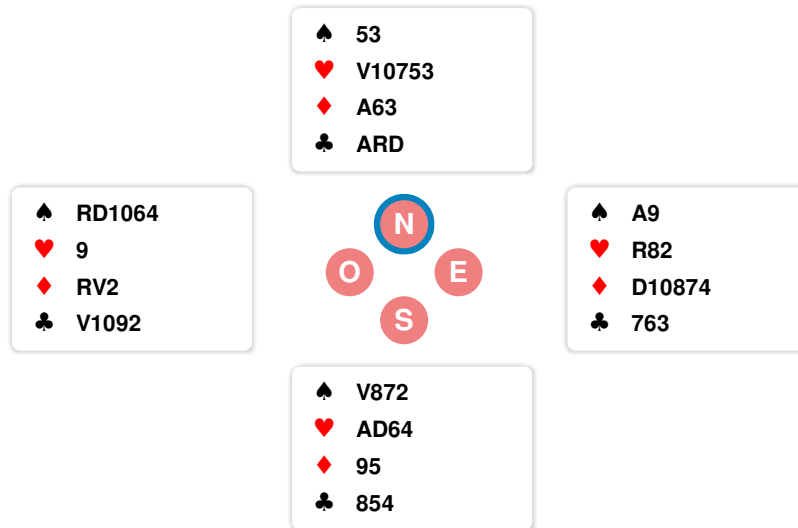 ♠ 53
♥ V10753
♦ A63
♣ ARD
♠ RD1064
♥ 9
♦ RV2
♣ V1092
N
O
E
S
♠ A9
♥ R82
♦ D10874
♣ 763
♠ V872
♥ AD64
♦ 95
♣ 854